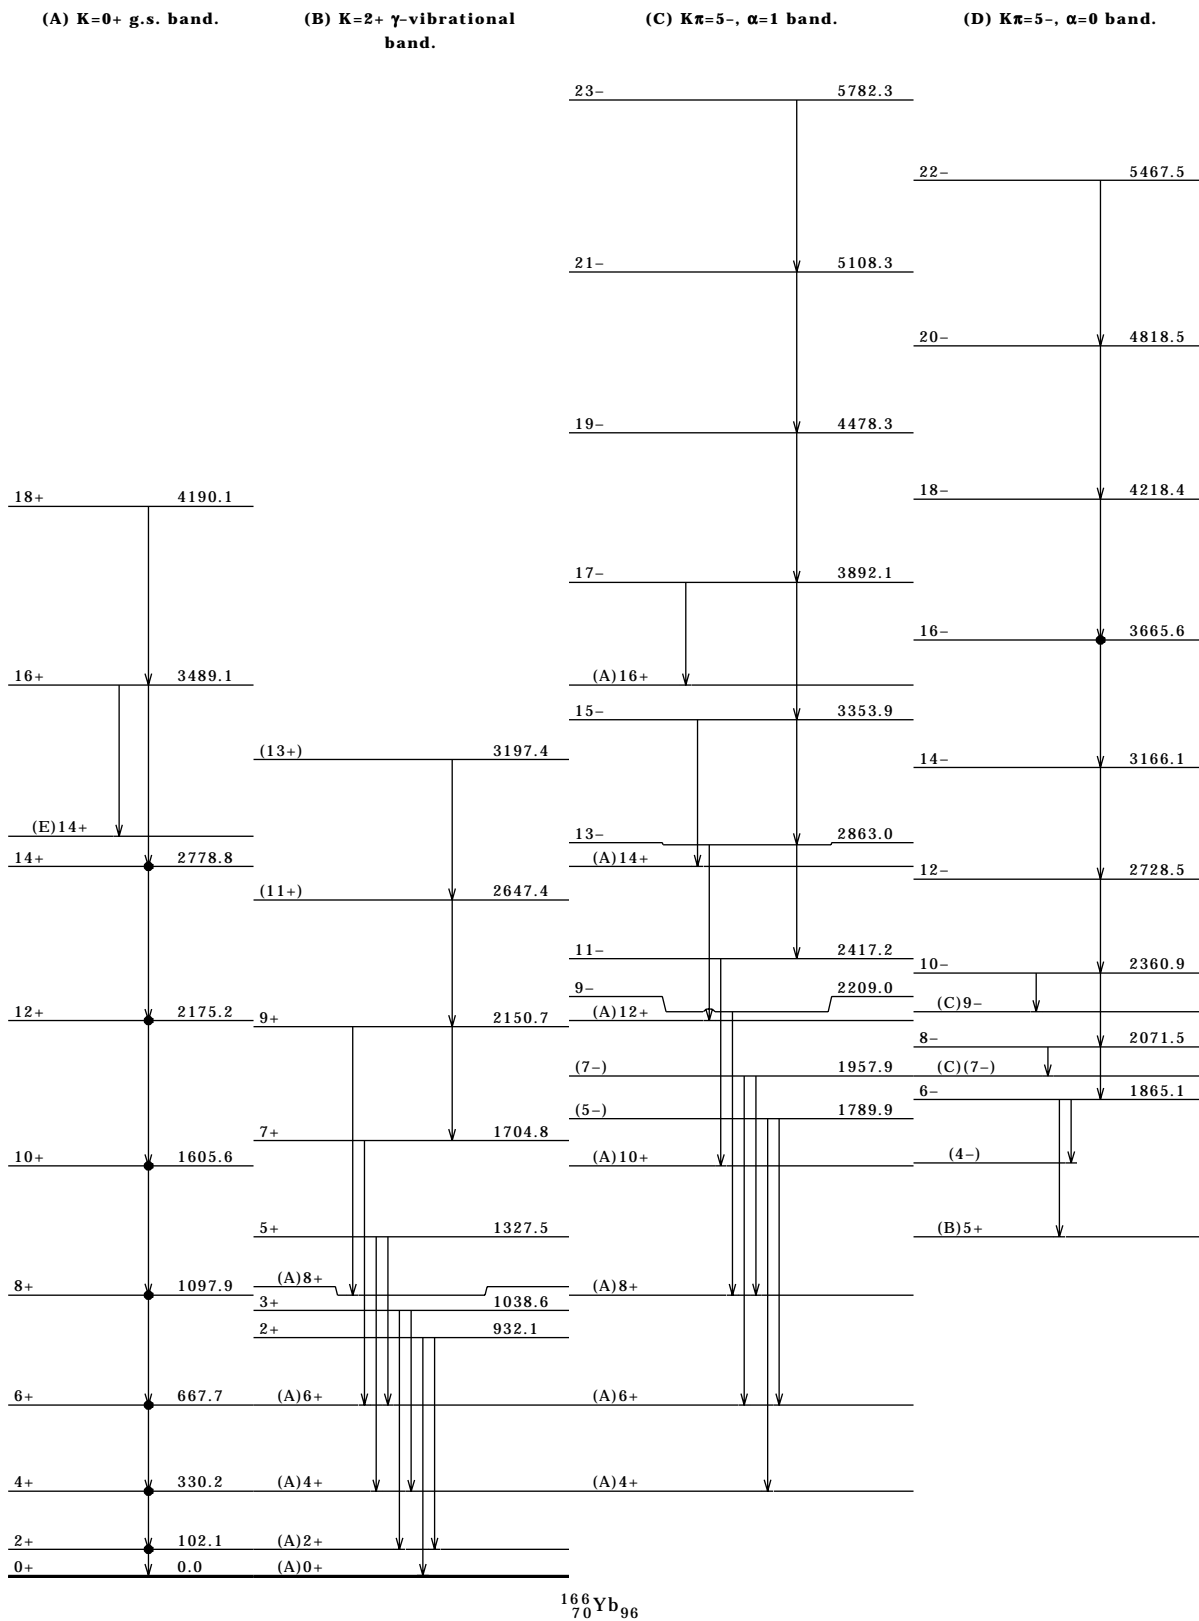 (A) K=0+ g.s. band.
18+ 4190.1
16+ 3489.1
(E)14+
14+ 2778.8
12+ 2175.2
10+ 1605.6
8+ 1097.9
6+ 667.7
4+ 330.2
2+ 102.1
0+ 0.0
(B) K=2+ γ-vibrational
band.
(13+) 3197.4
(11+) 2647.4
9+ 2150.7
7+ 1704.8
5+ 1327.5
(A)8+
3+ 1038.6
2+ 932.1
(A)6+
(A)4+
(A)2+
(A)0+
(C) Kπ=5-, α=1 band.
23− 5782.3
21− 5108.3
19− 4478.3
17− 3892.1
(A)16+
15− 3353.9
13− 2863.0
(A)14+
11− 2417.2
9− 2209.0
(A)12+
(7−) 1957.9
(5−) 1789.9
(A)10+
(A)8+
(A)6+
(A)4+
(D) Kπ=5-, α=0 band.
22− 5467.5
20− 4818.5
18− 4218.4
16− 3665.6
14− 3166.1
12− 2728.5
10− 2360.9
(C)9−
8− 2071.5
(C)(7−)
6− 1865.1
(4−)
(B)5+
¹⁶⁶₇₀Yb₉₆